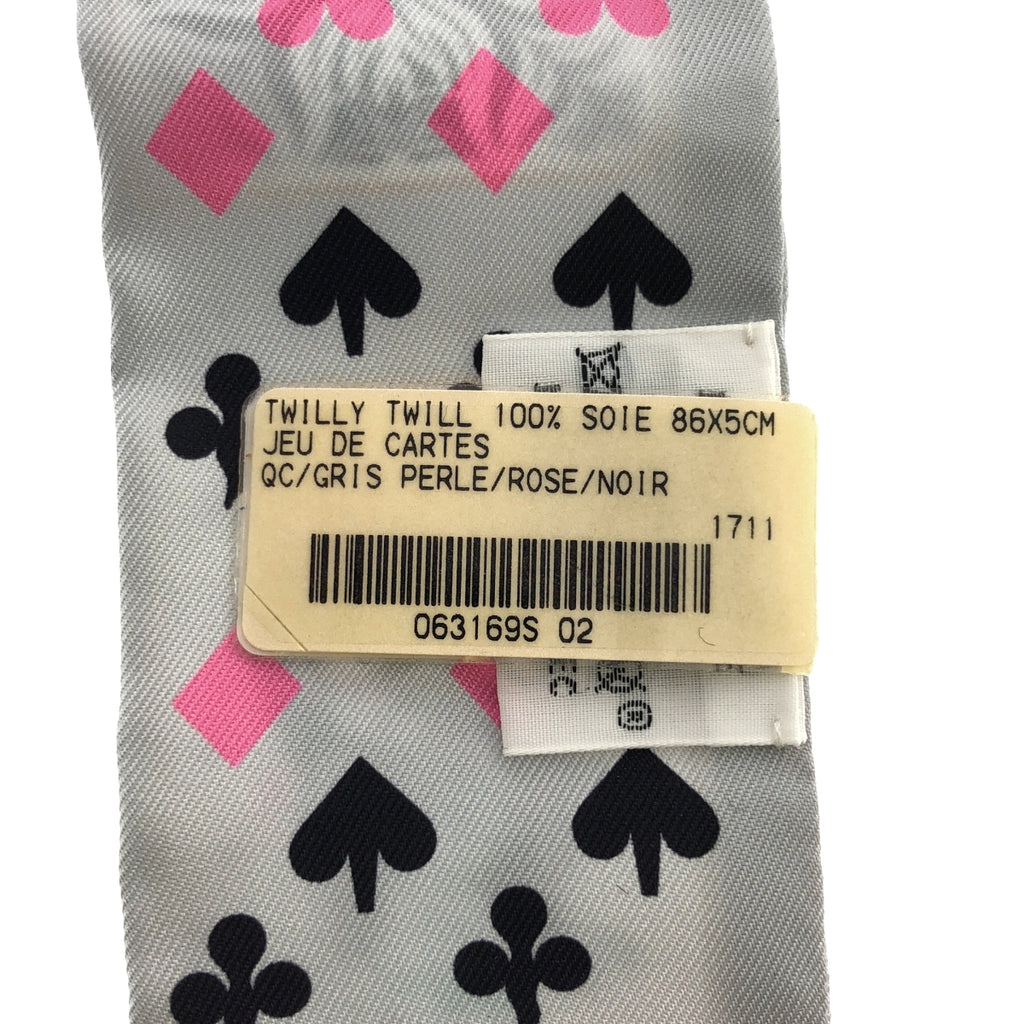 TWILLY TWILL 100% SOIE 86X5CM
JEU DE CARTES
QC/GRIS PERLE/ROSE/NOIR
1711
063169S 02